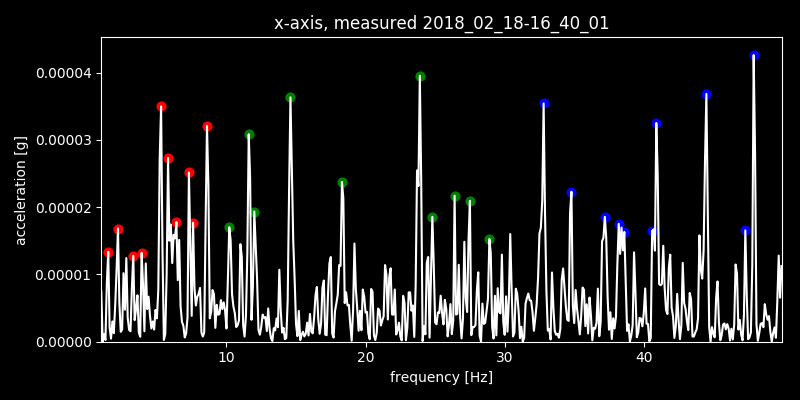 x-axis, measured 2018_02_18-16_40_01
acceleration [g]
0.00004
0.00003
0.00002
0.00001
0.00000
10 20 30 40
frequency [Hz]